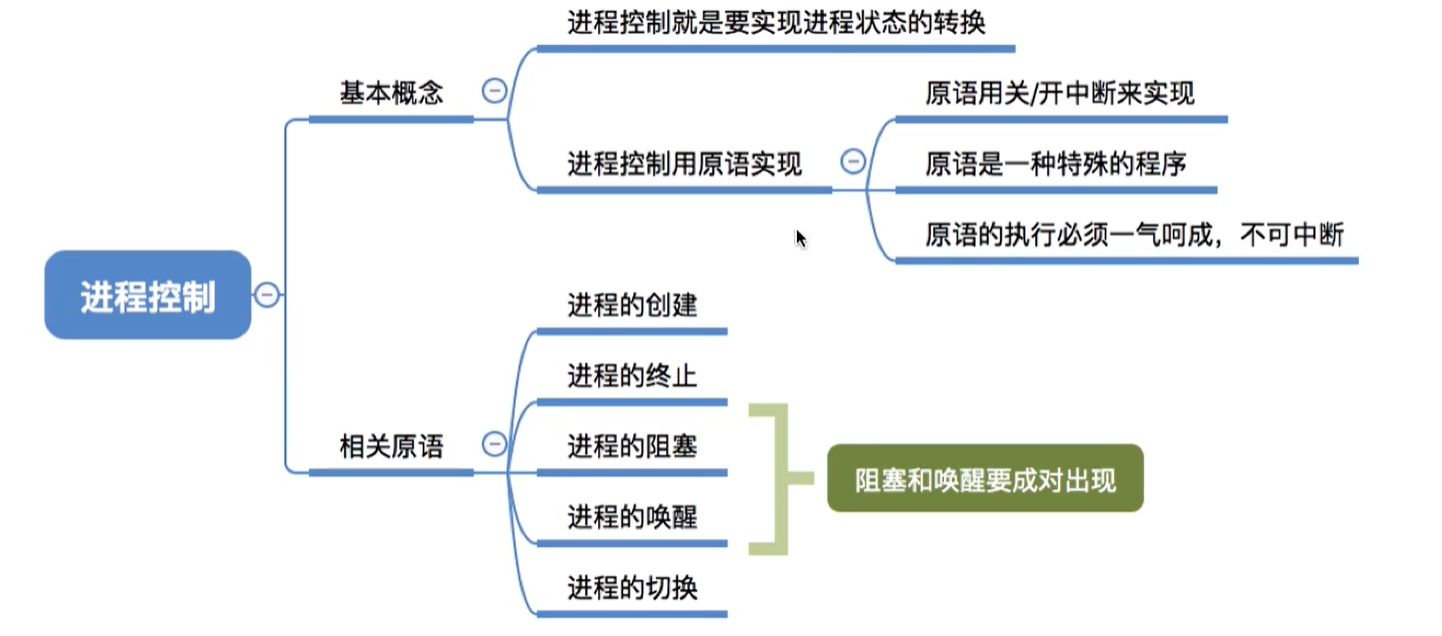 进程控制
基本概念
进程控制就是要实现进程状态的转换
进程控制用原语实现
原语用关/开中断来实现
原语是一种特殊的程序
原语的执行必须一气呵成，不可中断
相关原语
进程的创建
进程的终止
进程的阻塞
进程的唤醒
进程的切换
阻塞和唤醒要成对出现